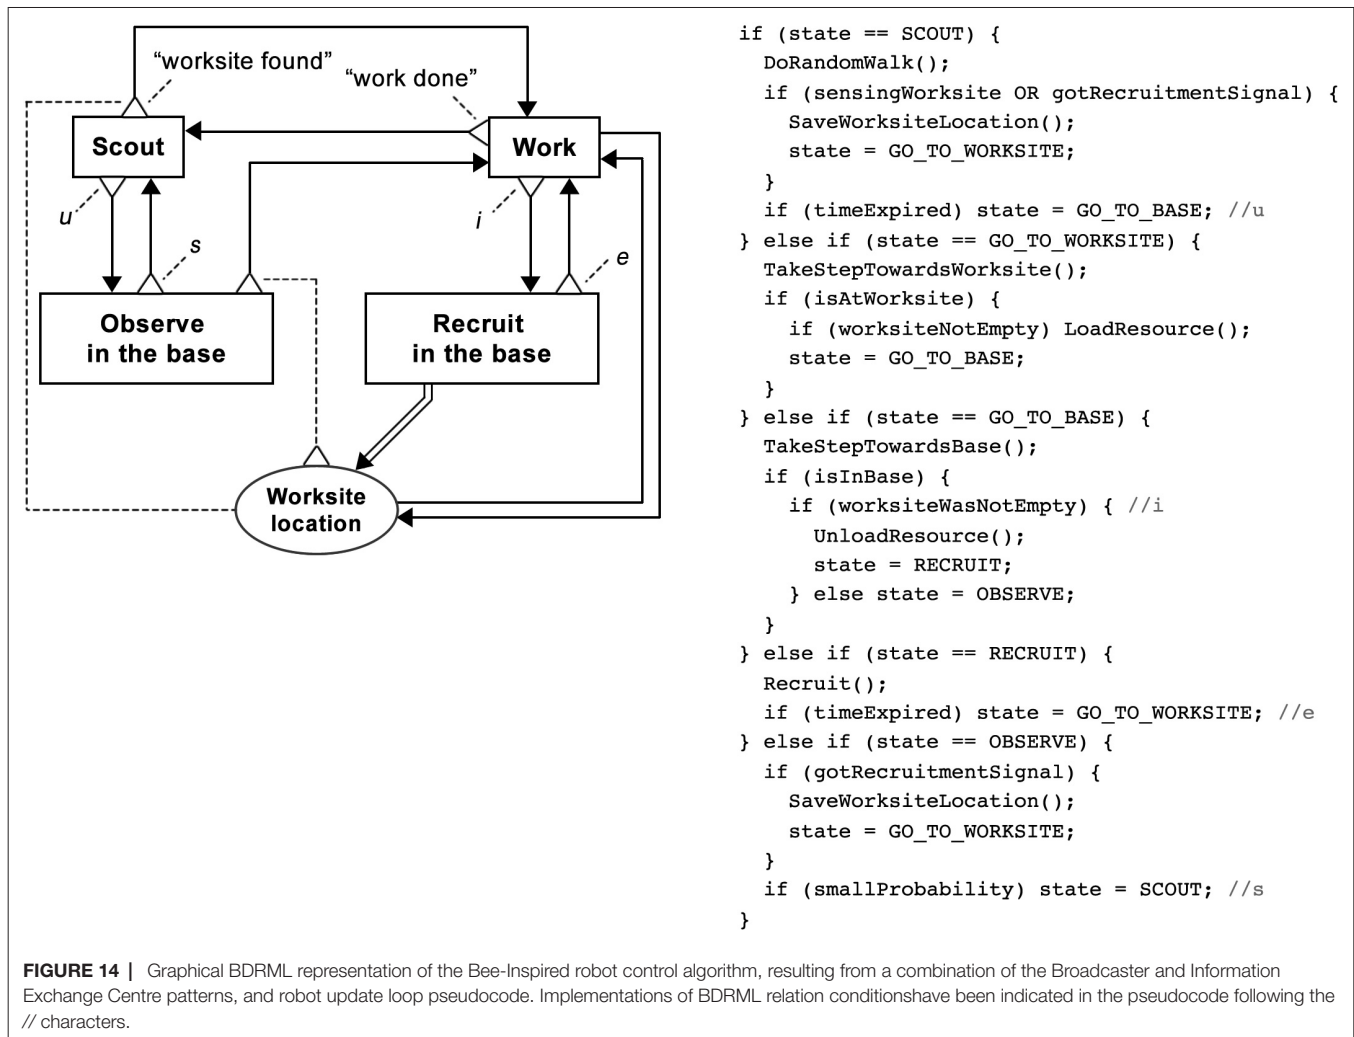 “worksite found”
“work done”
Scout
Work
u
s
i
e
Observe
in the base
Recruit
in the base
Worksite
location
if (state == SCOUT) {
DoRandomWalk();
if (sensingWorksite OR gotRecruitmentSignal) {
SaveWorksiteLocation();
state = GO_TO_WORKSITE;
}
if (timeExpired) state = GO_TO_BASE; //u
} else if (state == GO_TO_WORKSITE) {
TakeStepTowardsWorksite();
if (isAtWorksite) {
if (worksiteNotEmpty) LoadResource();
state = GO_TO_BASE;
}
} else if (state == GO_TO_BASE) {
TakeStepTowardsBase();
if (isInBase) {
if (worksiteWasNotEmpty) { //i
UnloadResource();
state = RECRUIT;
} else state = OBSERVE;
}
} else if (state == RECRUIT) {
Recruit();
if (timeExpired) state = GO_TO_WORKSITE; //e
} else if (state == OBSERVE) {
if (gotRecruitmentSignal) {
SaveWorksiteLocation();
state = GO_TO_WORKSITE;
}
if (smallProbability) state = SCOUT; //s
}
FIGURE 14 | Graphical BDRML representation of the Bee-Inspired robot control algorithm, resulting from a combination of the Broadcaster and Information
Exchange Centre patterns, and robot update loop pseudocode. Implementations of BDRML relation conditionshave been indicated in the pseudocode following the
// characters.